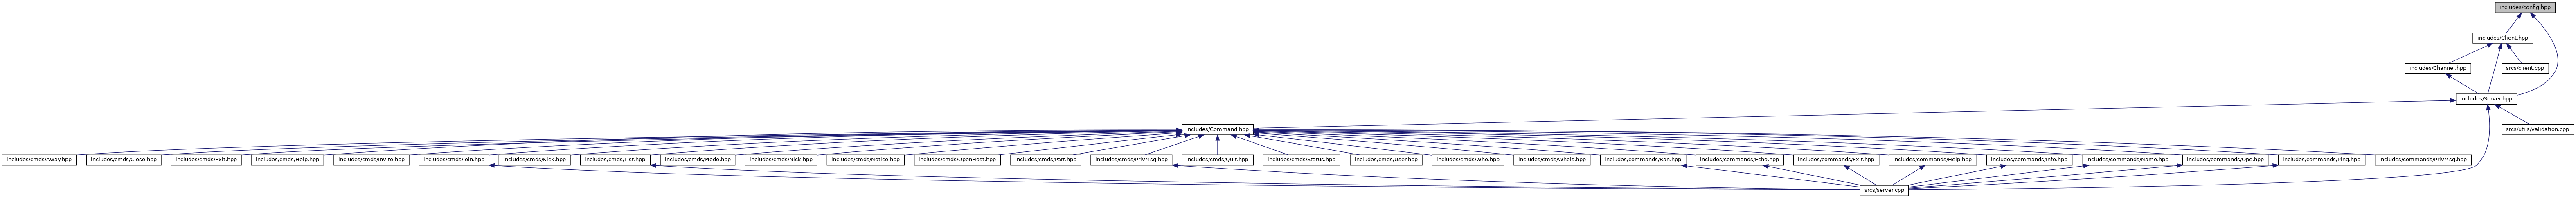 includes/config.hpp
includes/Client.hpp
includes/Channel.hpp
srcs/client.cpp
includes/Server.hpp
includes/Command.hpp
srcs/utils/validation.cpp
includes/cmds/Away.hpp
includes/cmds/Close.hpp
includes/cmds/Exit.hpp
includes/cmds/Help.hpp
includes/cmds/Invite.hpp
includes/cmds/Join.hpp
includes/cmds/Kick.hpp
includes/cmds/List.hpp
includes/cmds/Mode.hpp
includes/cmds/Nick.hpp
includes/cmds/Notice.hpp
includes/cmds/OpenHost.hpp
includes/cmds/Part.hpp
includes/cmds/PrivMsg.hpp
includes/cmds/Quit.hpp
includes/cmds/Status.hpp
includes/cmds/User.hpp
includes/cmds/Who.hpp
includes/cmds/Whois.hpp
includes/commands/Ban.hpp
includes/commands/Echo.hpp
includes/commands/Exit.hpp
includes/commands/Help.hpp
includes/commands/Info.hpp
includes/commands/Name.hpp
includes/commands/Ope.hpp
includes/commands/Ping.hpp
includes/commands/PrivMsg.hpp
srcs/server.cpp